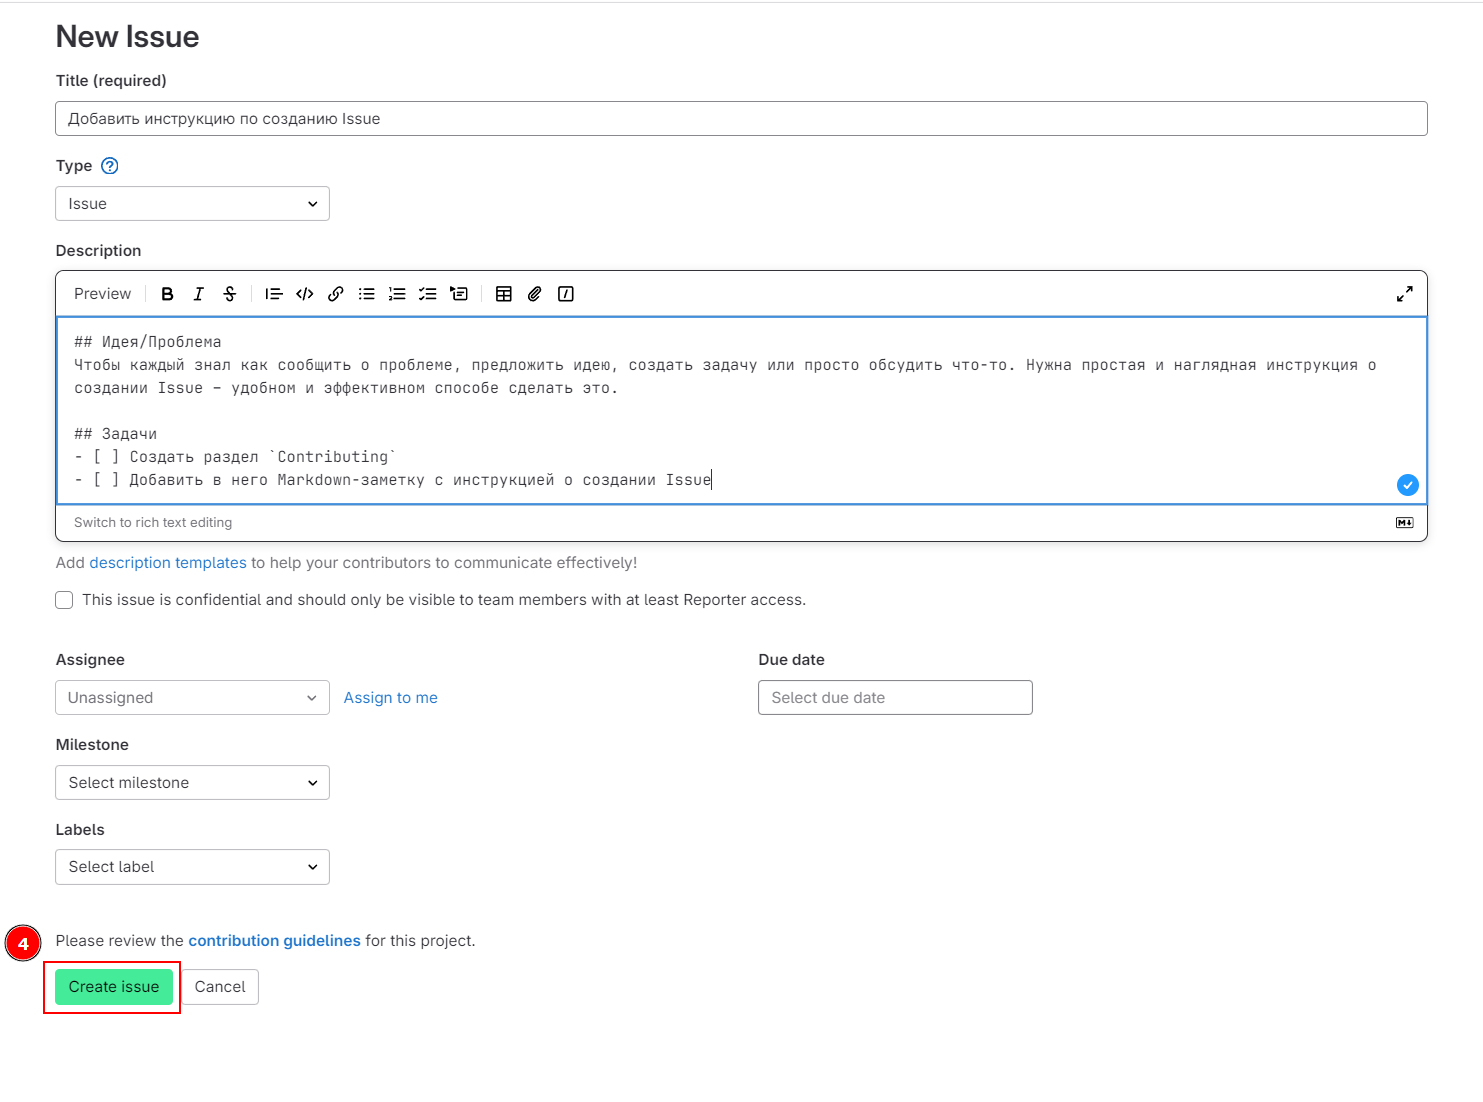 New Issue
Title (required)
Добавить инструкцию по созданию Issue
Type
Issue
Description
Preview
## Идея/Проблема
Чтобы каждый знал как сообщить о проблеме, предложить идею, создать задачу или просто обсудить что-то. Нужна простая и наглядная инструкция о
создании Issue – удобном и эффективном способе сделать это.
## Задачи
- [ ] Создать раздел `Contributing`
- [ ] Добавить в него Markdown-заметку с инструкцией о создании Issue
Switch to rich text editing
Add description templates to help your contributors to communicate effectively!
This issue is confidential and should only be visible to team members with at least Reporter access.
Assignee
Due date
Unassigned
Assign to me
Select due date
Milestone
Select milestone
Labels
Select label
4
Please review the contribution guidelines for this project.
Create issue
Cancel